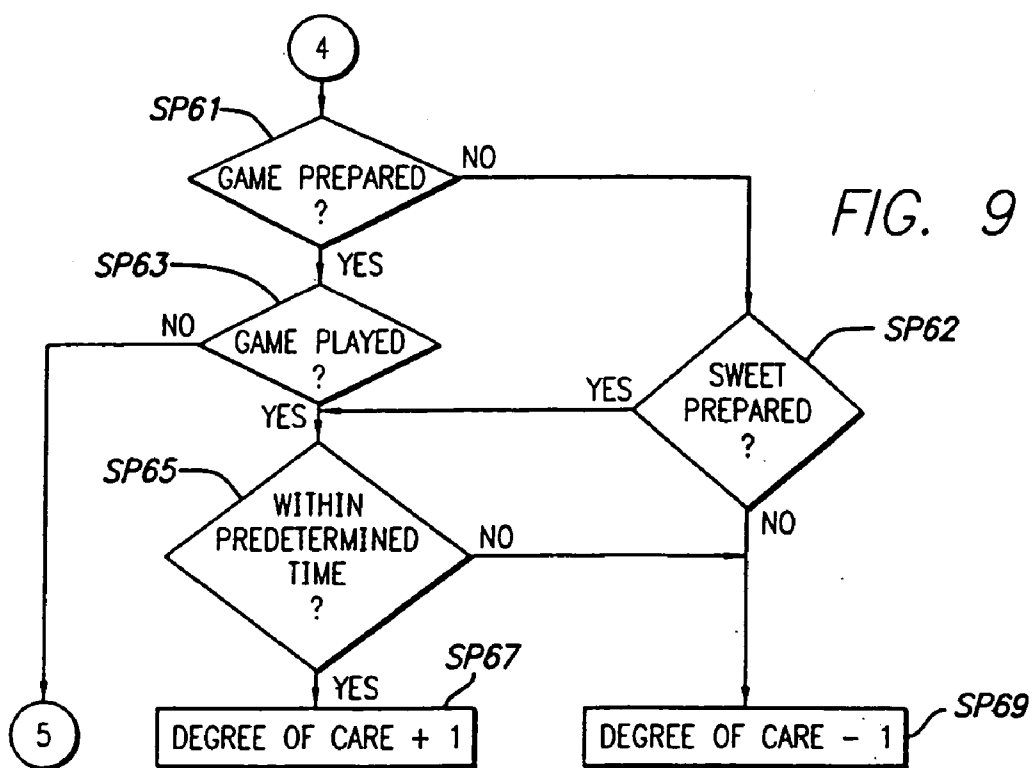 4
SP61
GAME PREPARED
?
NO
FIG. 9
YES
SP63
NO
GAME PLAYED
?
YES
SP62
SWEET
PREPARED
?
YES
NO
SP65
WITHIN
PREDETERMINED
TIME
?
NO
YES
SP67
SP69
5
DEGREE OF CARE + 1
DEGREE OF CARE - 1